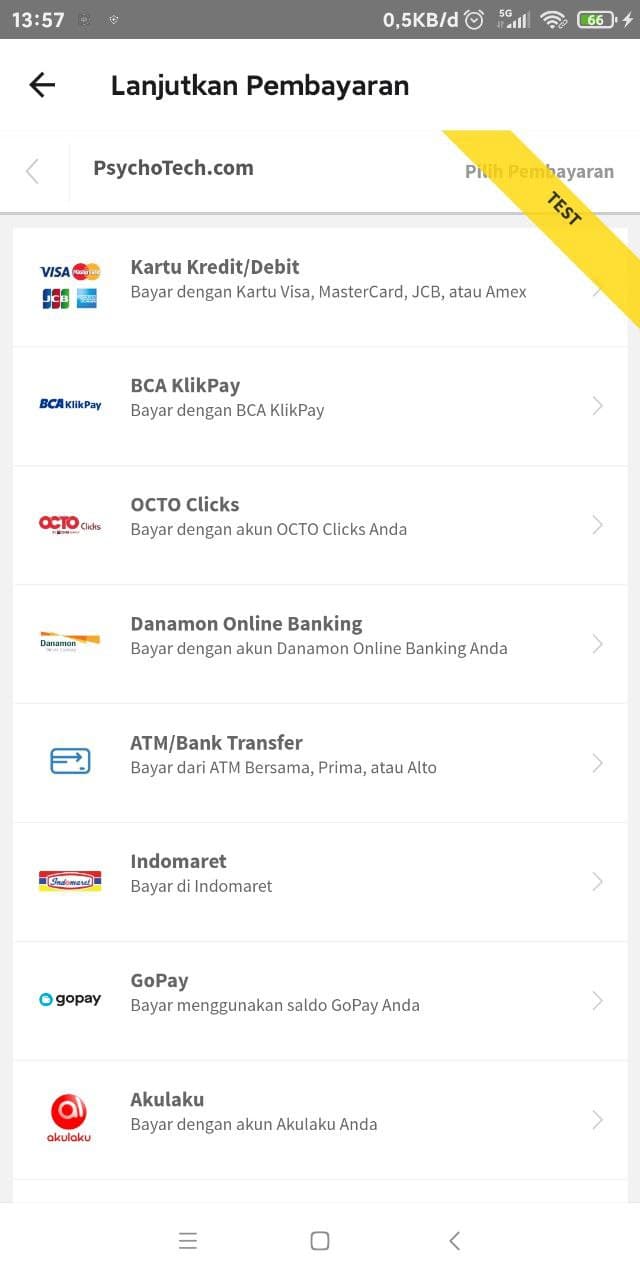 13:57 0,5KB/d 5G 66
Lanjutkan Pembayaran
PsychoTech.com Pilih Pembayaran
TEST
VISA MasterCard Kartu Kredit/Debit
JCB Bayar dengan Kartu Visa, MasterCard, JCB, atau Amex
BCA KlikPay
BCA KlikPay
Bayar dengan BCA KlikPay
OCTO Clicks
OCTO Clicks
Bayar dengan akun OCTO Clicks Anda
Danamon
Danamon Online Banking
Bayar dengan akun Danamon Online Banking Anda
ATM/Bank Transfer
Bayar dari ATM Bersama, Prima, atau Alto
Indomaret
Indomaret
Bayar di Indomaret
gopay
GoPay
Bayar menggunakan saldo GoPay Anda
akulaku
Akulaku
Bayar dengan akun Akulaku Anda